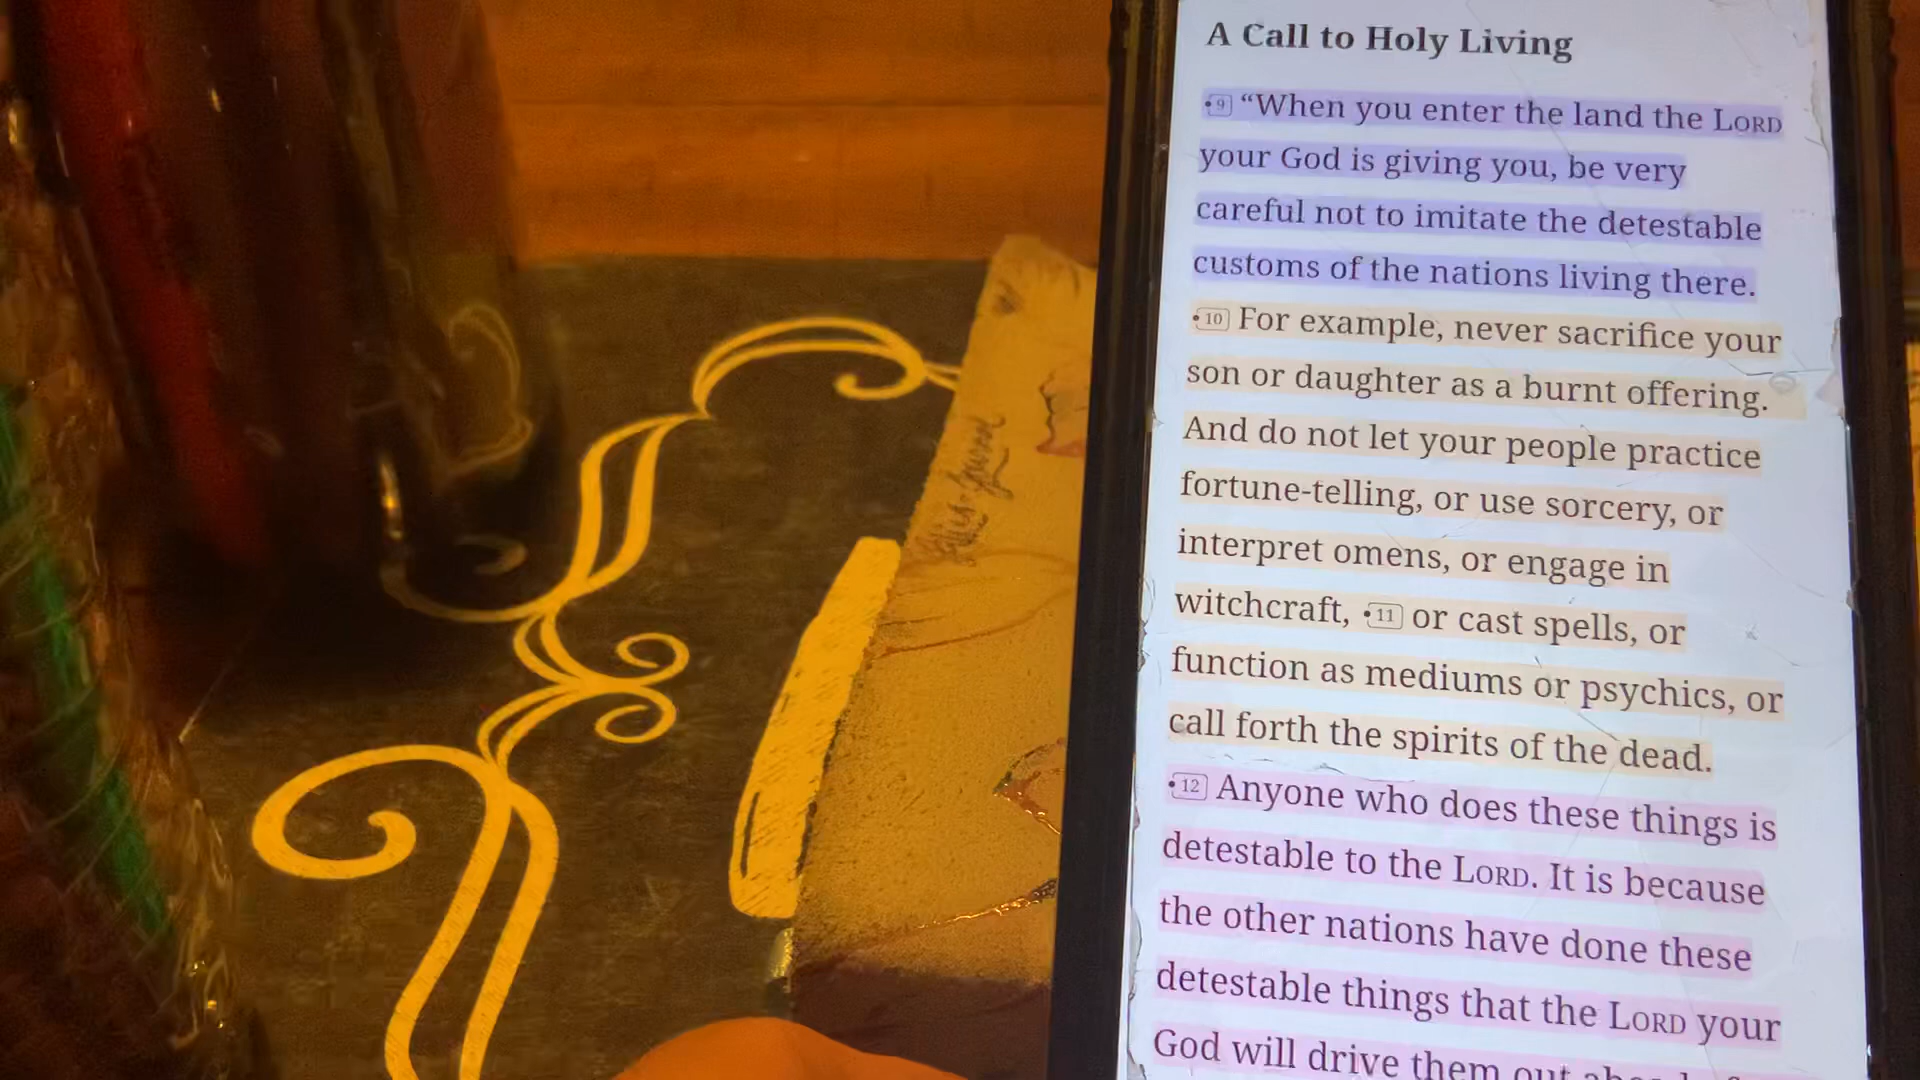 A Call to Holy Living
9 “When you enter the land the LORD
your God is giving you, be very
careful not to imitate the detestable
customs of the nations living there.
10 For example, never sacrifice your
son or daughter as a burnt offering.
And do not let your people practice
fortune-telling, or use sorcery, or
interpret omens, or engage in
witchcraft, 11 or cast spells, or
function as mediums or psychics, or
call forth the spirits of the dead.
12 Anyone who does these things is
detestable to the LORD. It is because
the other nations have done these
detestable things that the LORD your
God will drive them out